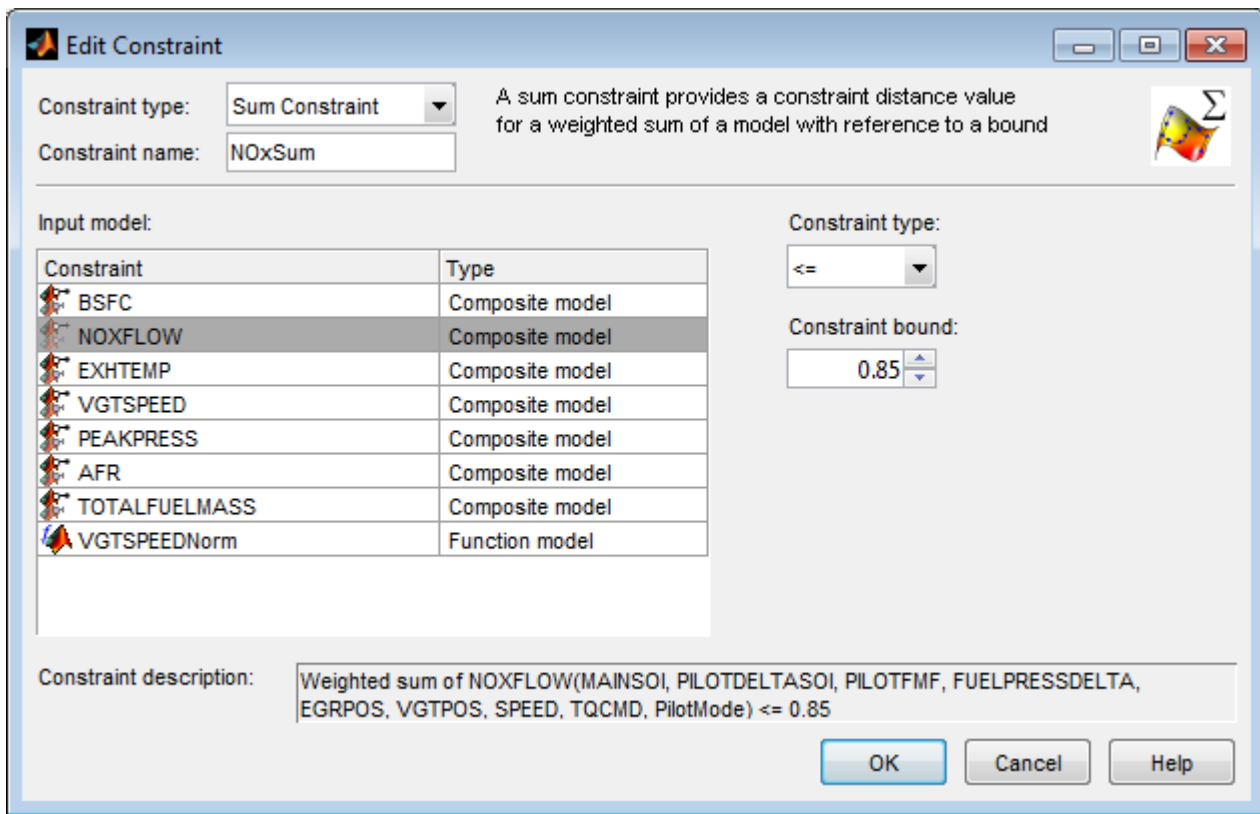 Edit Constraint
Constraint type: Sum Constraint
A sum constraint provides a constraint distance value
for a weighted sum of a model with reference to a bound
Σ
Constraint name: NOxSum
Input model:
Constraint Type
BSFC Composite model
NOXFLOW Composite model
EXHTEMP Composite model
VGTSPEED Composite model
PEAKPRESS Composite model
AFR Composite model
TOTALFUELMASS Composite model
VGTSPEEDNorm Function model
Constraint type:
<=
Constraint bound:
0.85
Constraint description:
Weighted sum of NOXFLOW(MAINSOI, PILOTDELTASOI, PILOTFMF, FUELPRESSDELTA,
EGRPOS, VGTPOS, SPEED, TQCMD, PilotMode) <= 0.85
OK Cancel Help